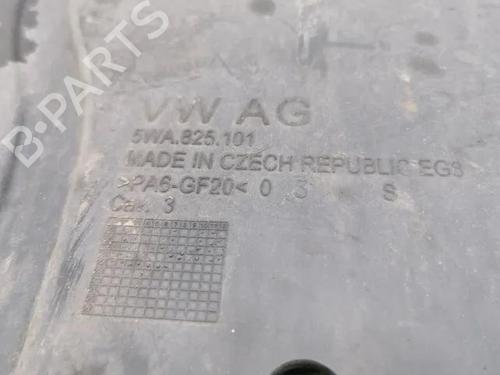 B-PARTS
VW AG
5WA.825.101
MADE IN CZECH REPUBLIC EG3
>PA6-GF20< 0 3 S
Cav. 3